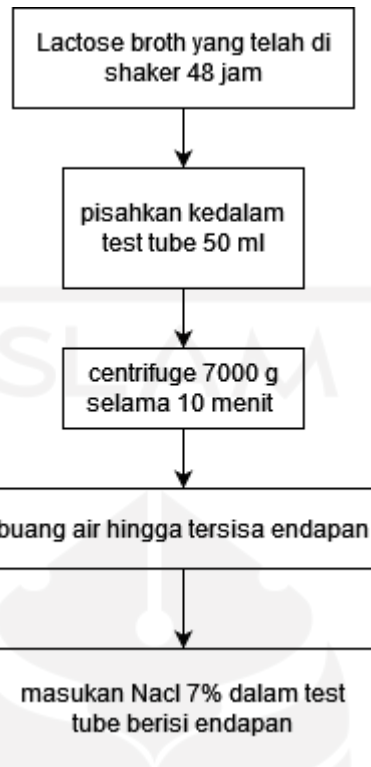 Lactose broth yang telah di
shaker 48 jam
pisahkan kedalam
test tube 50 ml
SLAM
centrifuge 7000 g
selama 10 menit
buang air hingga tersisa endapan
masukan Nacl 7% dalam test
tube berisi endapan